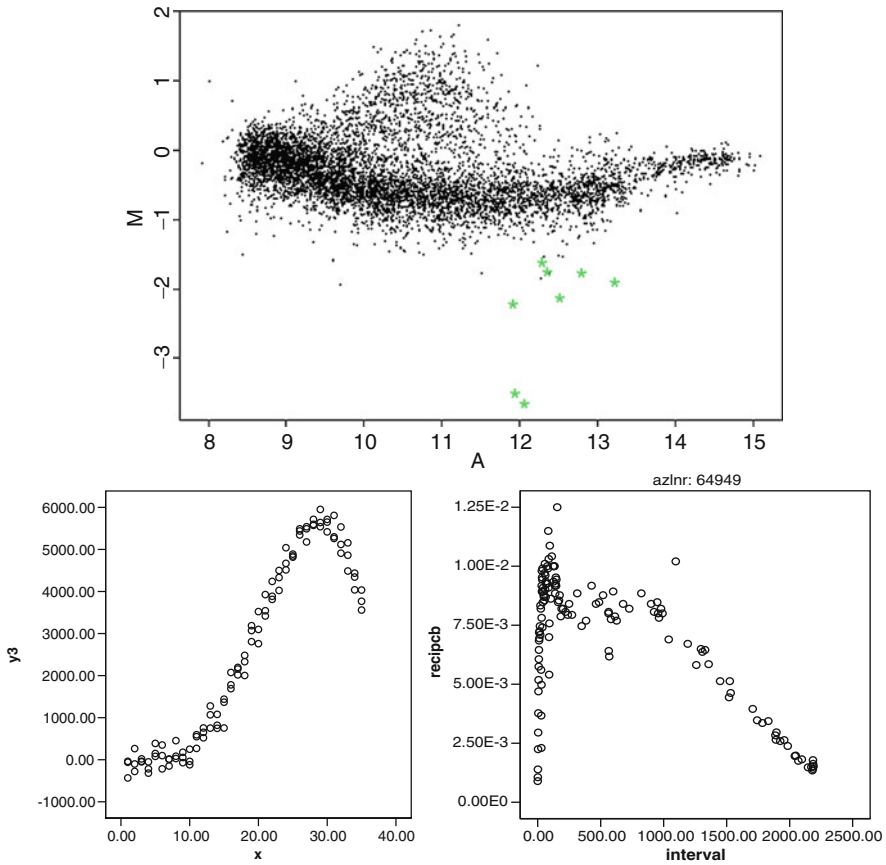 2
1
0
−1
−2
−3
M
8 9 10 11 12 13 14 15
A
6000.00
5000.00
4000.00
3000.00
2000.00
1000.00
0.00
-1000.00
y3
0.00 10.00 20.00 30.00 40.00
x
azlnr: 64949
1.25E-2
1.00E-2
7.50E-3
5.00E-3
2.50E-3
0.00E0
recipcb
0.00 500.00 1000.00 1500.00 2000.00 2500.00
interval